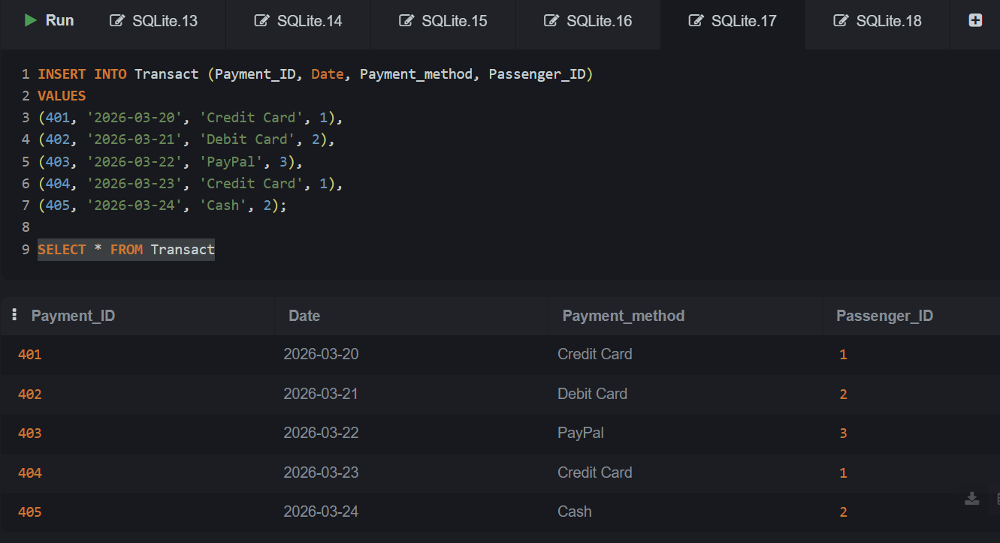 Run SQLite.13 SQLite.14 SQLite.15 SQLite.16 SQLite.17 SQLite.18
1 INSERT INTO Transact (Payment_ID, Date, Payment_method, Passenger_ID)
2 VALUES
3 (401, '2026-03-20', 'Credit Card', 1),
4 (402, '2026-03-21', 'Debit Card', 2),
5 (403, '2026-03-22', 'PayPal', 3),
6 (404, '2026-03-23', 'Credit Card', 1),
7 (405, '2026-03-24', 'Cash', 2);
8
9 SELECT * FROM Transact
Payment_ID Date Payment_method Passenger_ID
401 2026-03-20 Credit Card 1
402 2026-03-21 Debit Card 2
403 2026-03-22 PayPal 3
404 2026-03-23 Credit Card 1
405 2026-03-24 Cash 2